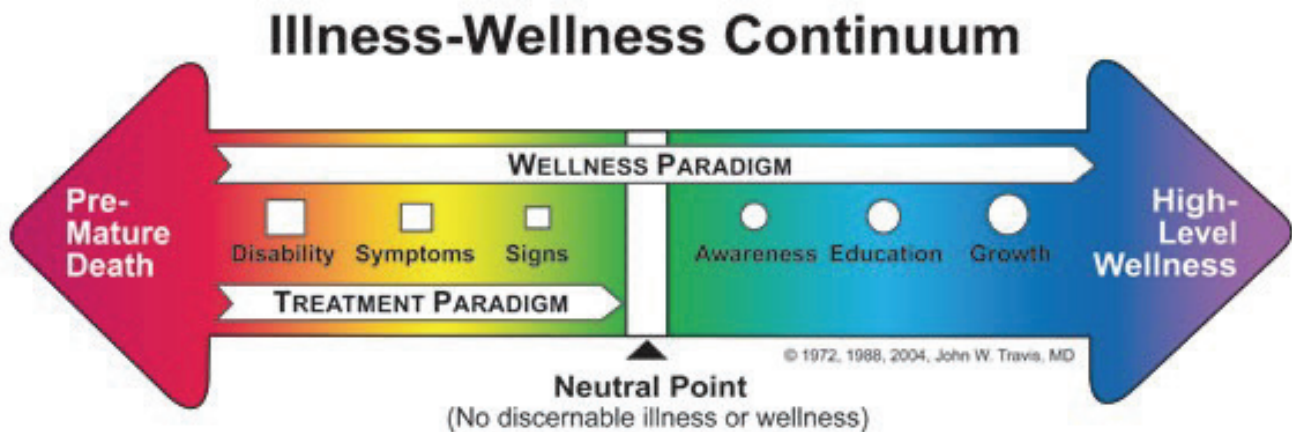 Illness-Wellness Continuum
WELLNESS PARADIGM
Pre-
Mature
Death
Disability Symptoms Signs
Awareness Education Growth
High-
Level
Wellness
TREATMENT PARADIGM
© 1972, 1988, 2004, John W. Travis, MD
Neutral Point
(No discernable illness or wellness)